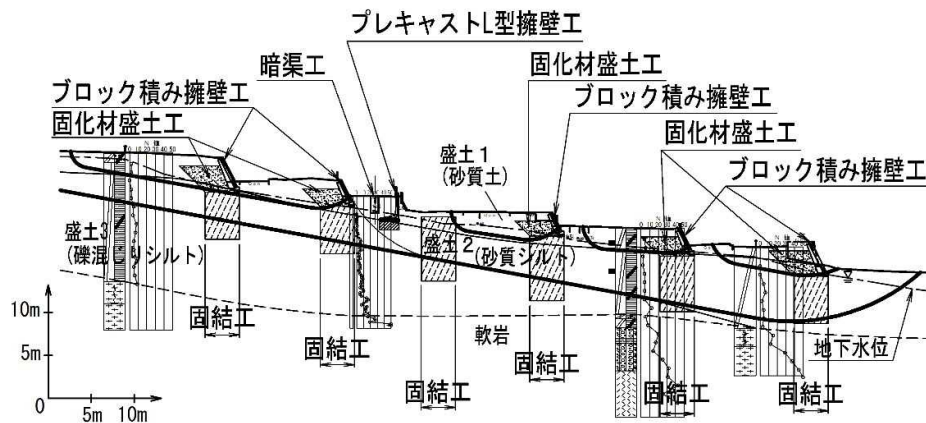 プレキャストL型擁壁工
暗渠工
固化材盛土工
ブロック積み擁壁工
ブロック積み擁壁工
固化材盛土工
固化材盛土工
ブロック積み擁壁工
盛土1
(砂質土)
盛土3
(礫混じりシルト)
盛土2
(砂質シルト)
10m
5m
0
5m 10m
固結工
固結工
固結工
固結工
固結工
固結工
軟岩
地下水位